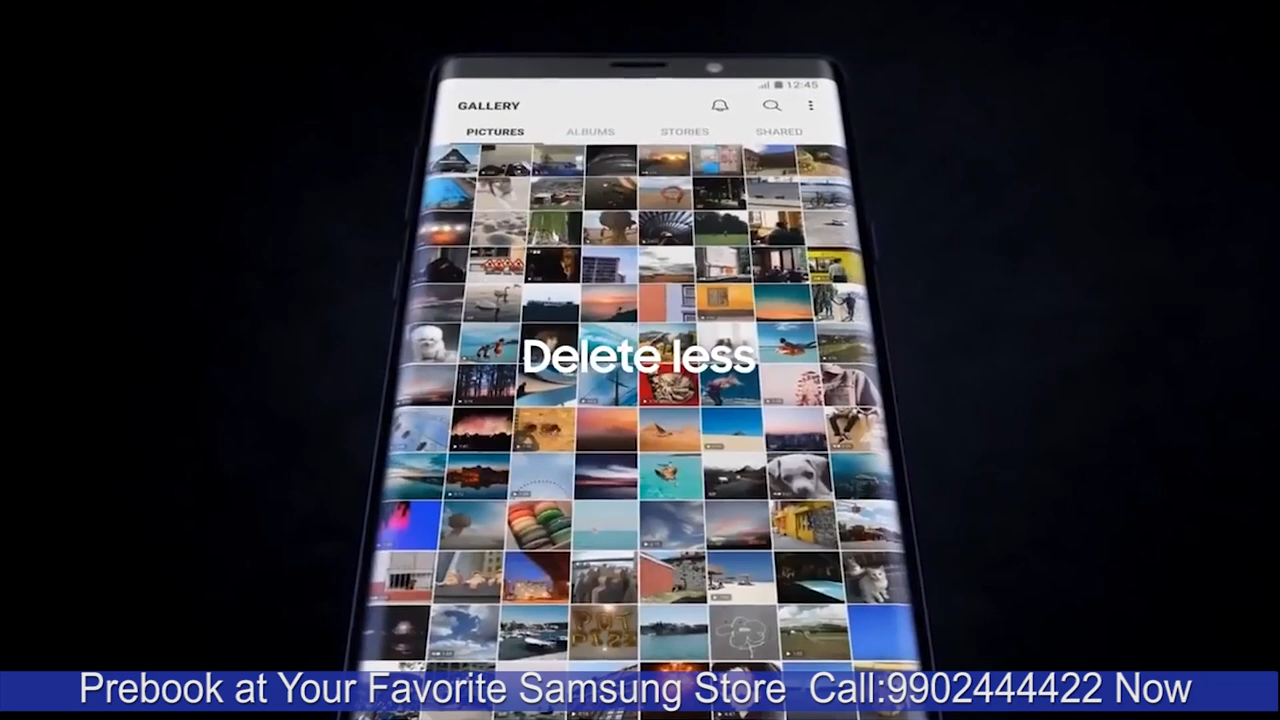 12:45
GALLERY
PICTURES ALBUMS STORIES SHARED
Delete less
Prebook at Your Favorite Samsung Store Call:9902444422 Now